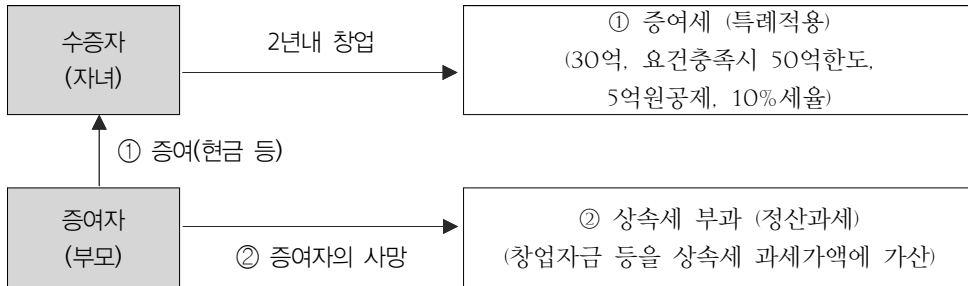 수증자
(자녀)
2년내 창업
① 증여세 (특례적용)
(30억, 요건충족시 50억한도,
5억원공제, 10%세율)
① 증여(현금 등)
증여자
(부모)
② 증여자의 사망
② 상속세 부과 (정산과세)
(창업자금 등을 상속세 과세가액에 가산)